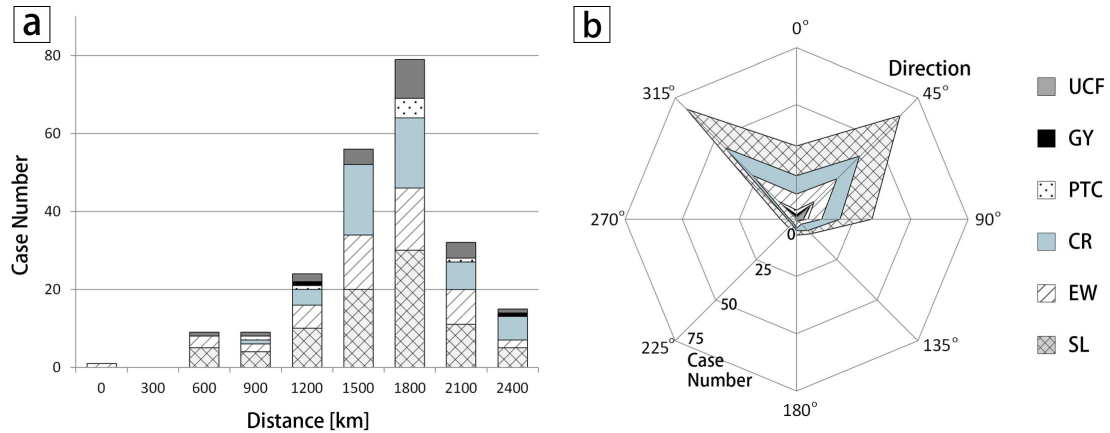 a
80
60
40
20
0
Case Number
0 300 600 900 1200 1500 1800 2100 2400
Distance [km]
b
0°
Direction
315° 45°
270° 90°
0
25
50
75
225° 135°
Case
Number
180°
UCF
GY
PTC
CR
EW
SL